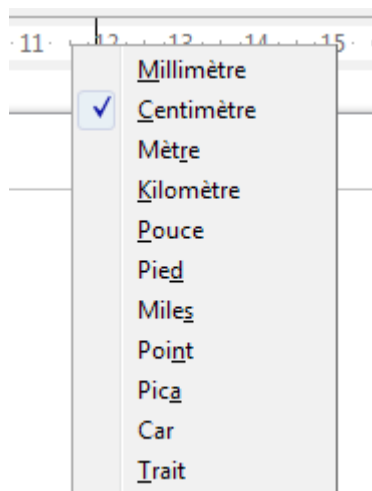 11 12 13 14 15
Millimètre
Centimètre
Mètre
Kilomètre
Pouce
Pied
Miles
Point
Pica
Car
Trait